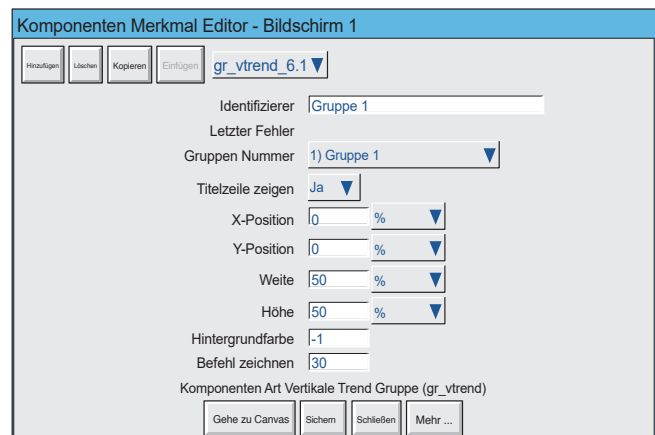 Komponenten Merkmal Editor - Bildschirm 1
Hinzufügen Löschen Kopieren Einfügen gr_vtrend_6.1
Identifizierer Gruppe 1
Letzter Fehler
Gruppen Nummer 1) Gruppe 1
Titelzeile zeigen Ja
X-Position 0 %
Y-Position 0 %
Weite 50 %
Höhe 50 %
Hintergrundfarbe -1
Befehl zeichnen 30
Komponenten Art Vertikale Trend Gruppe (gr_vtrend)
Gehe zu Canvas Sichern Schließen Mehr ...